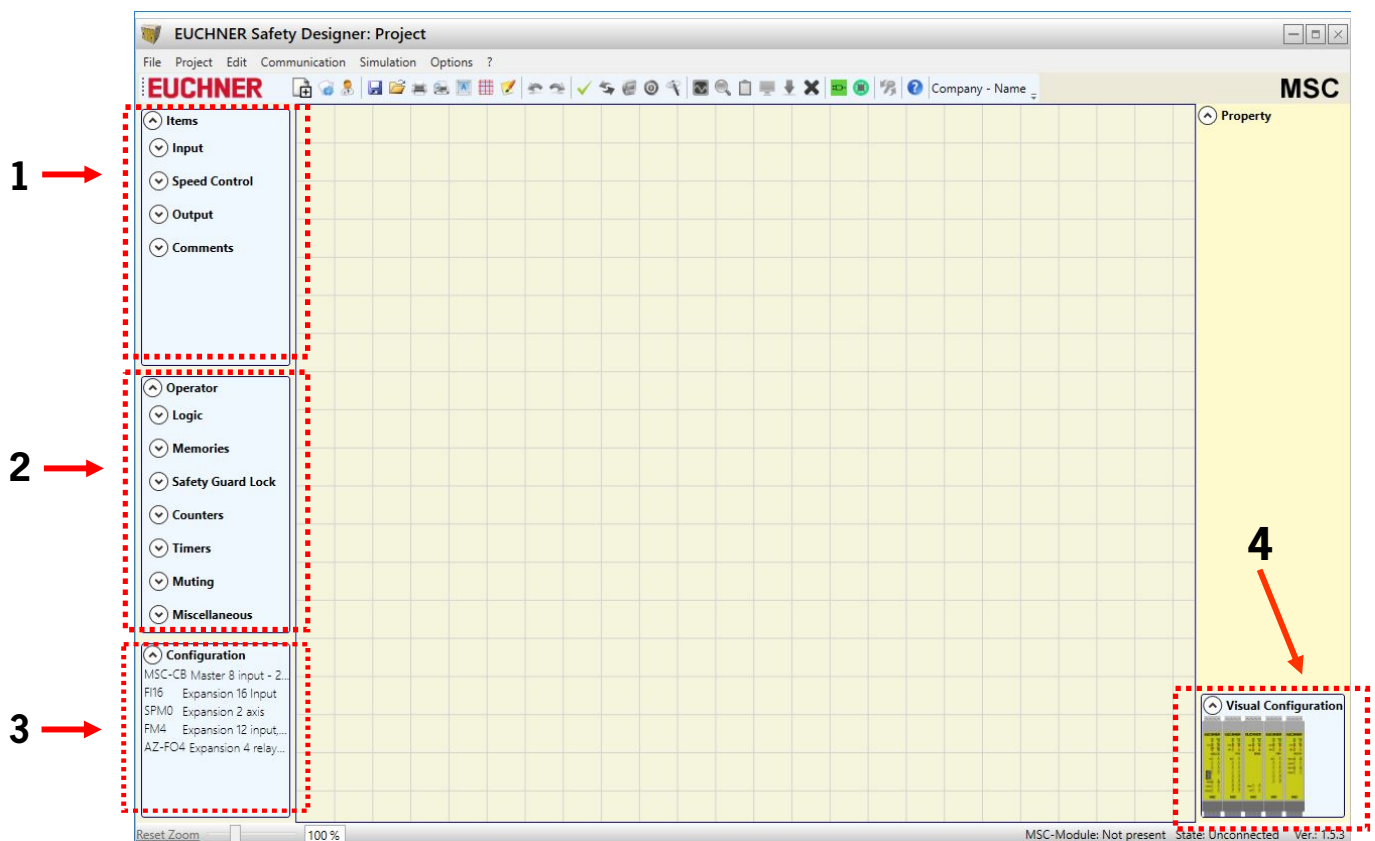 EUCHNER Safety Designer: Project
File Project Edit Communication Simulation Options ?
EUCHNER Company - Name MSC
Items
Input
Speed Control
Output
Comments
1
Operator
Logic
Memories
Safety Guard Lock
Counters
Timers
Muting
Miscellaneous
2
Configuration
MSC-CB Master 8 input - 2...
FI16 Expansion 16 Input
SPM0 Expansion 2 axis
FM4 Expansion 12 input,...
AZ-FO4 Expansion 4 relay...
3
Property
4
Visual Configuration
Reset Zoom 100 % MSC-Module: Not present State: Unconnected Ver.: 1.5.3